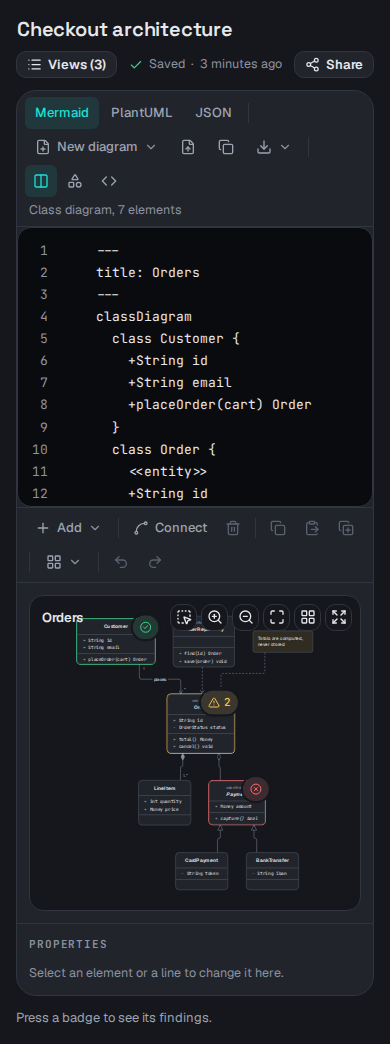 Checkout architecture
Views (3)
Saved · 3 minutes ago
Share
Mermaid
PlantUML
JSON
New diagram
Class diagram, 7 elements
1 ---
2 title: Orders
3 ---
4 classDiagram
5 class Customer {
6 +String id
7 +String email
8 +placeOrder(cart) Order
9 }
10 class Order {
11 <<entity>>
12 +String id
Add
Connect
Orders
Customer
+ String id
+ String email
+ placeOrder(cart) Order
+ find(id) Order
+ save(order) void
Totals are computed,
never stored
places
2
+ String id
- OrderStatus status
+ total() Money
+ cancel() void
LineItem
+ int quantity
+ Money price
+ Money amount
+ capture() bool
CardPayment
- String token
BankTransfer
- String iban
PROPERTIES
Select an element or a line to change it here.
Press a badge to see its findings.